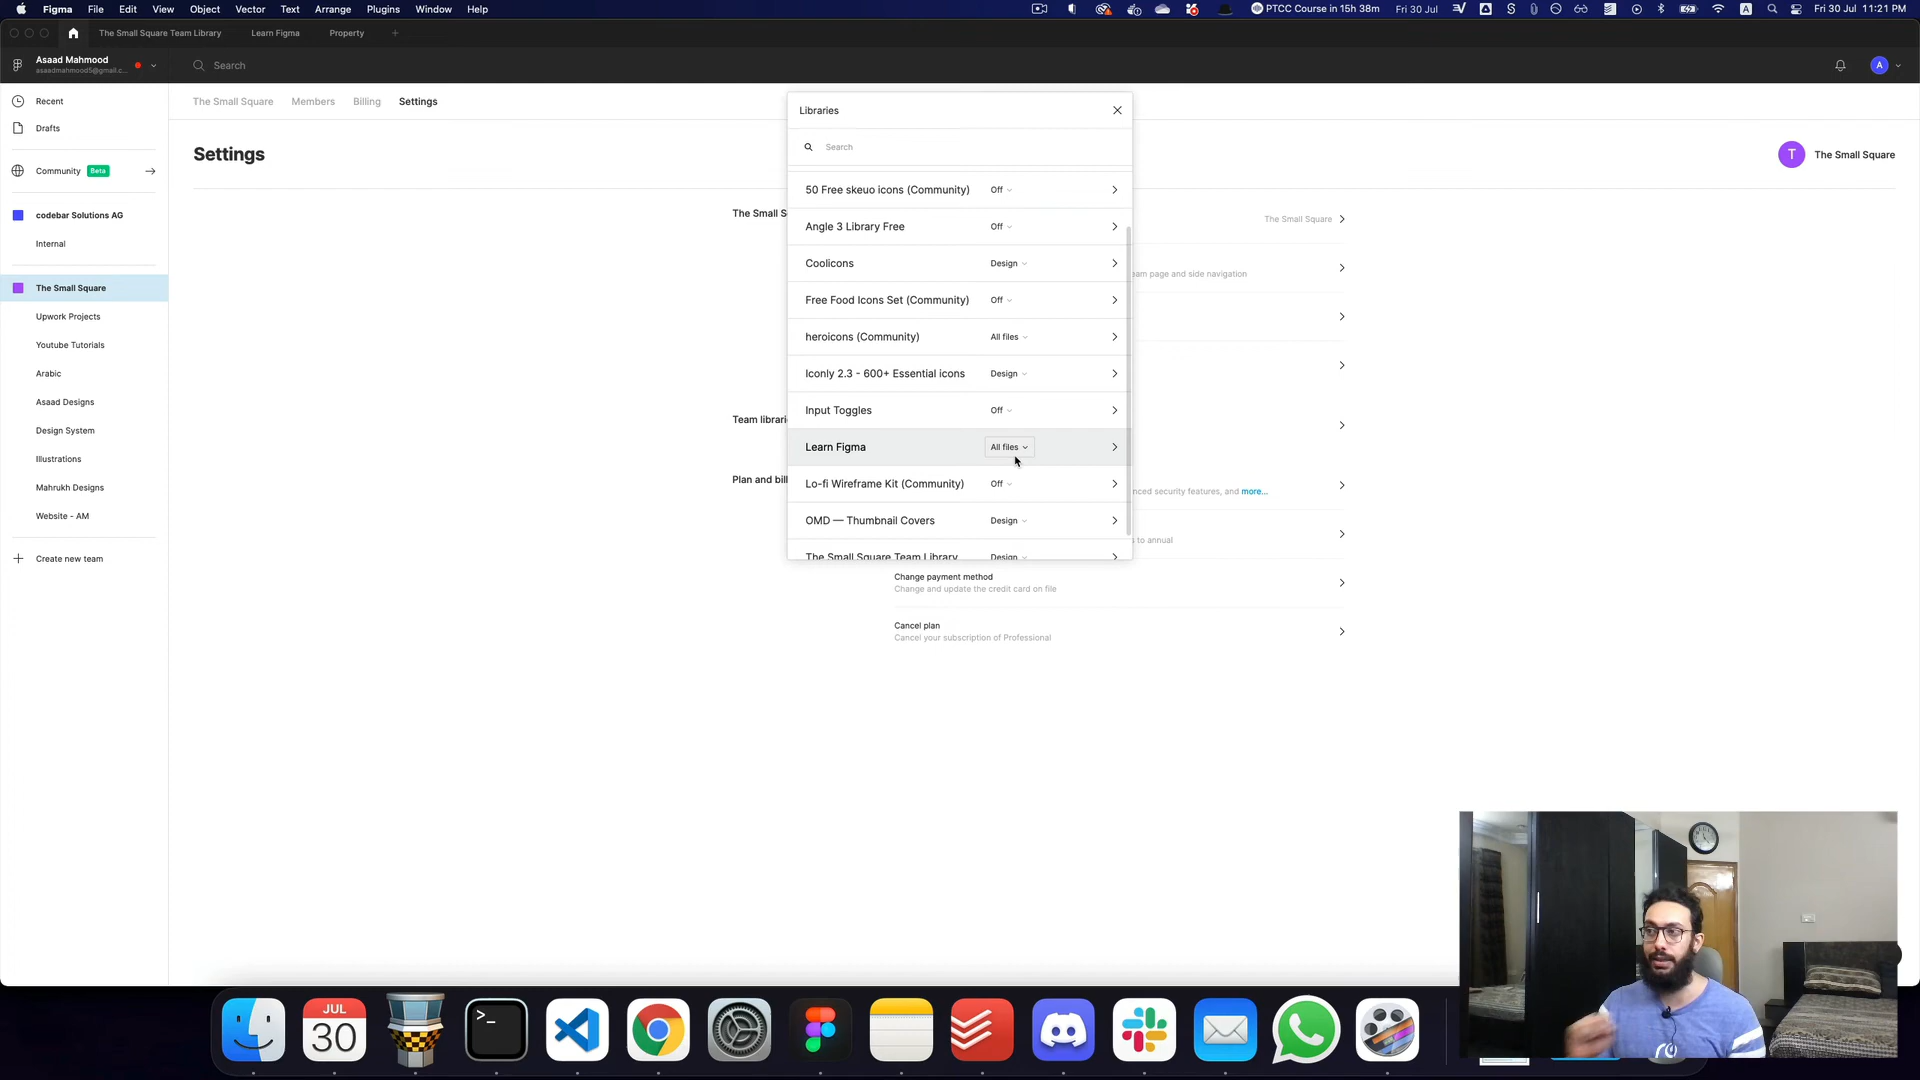 Figma File Edit View Object Vector Text Arrange Plugins Window Help
PTCC Course in 15h 38m Fri 30 Jul Fri 30 Jul 11:21 PM
The Small Square Team Library Learn Figma Property
Asaad Mahmood
asaadmahmood5@gmail.c...
Search
A
Recent
Drafts
Community Beta
codebar Solutions AG
Internal
The Small Square
Upwork Projects
Youtube Tutorials
Arabic
Asaad Designs
Design System
Illustrations
Mahrukh Designs
Website - AM
Create new team
The Small Square Members Billing Settings
Settings
T The Small Square
The Small S
The Small Square
eam page and side navigation
Team librari
Plan and bill
nced security features, and more...
s to annual
Change payment method
Change and update the credit card on file
Cancel plan
Cancel your subscription of Professional
Libraries
Search
50 Free skeuo icons (Community) Off
Angle 3 Library Free Off
Coolicons Design
Free Food Icons Set (Community) Off
heroicons (Community) All files
Iconly 2.3 - 600+ Essential icons Design
Input Toggles Off
Learn Figma All files
Lo-fi Wireframe Kit (Community) Off
OMD — Thumbnail Covers Design
The Small Square Team Library Design
JUL
30